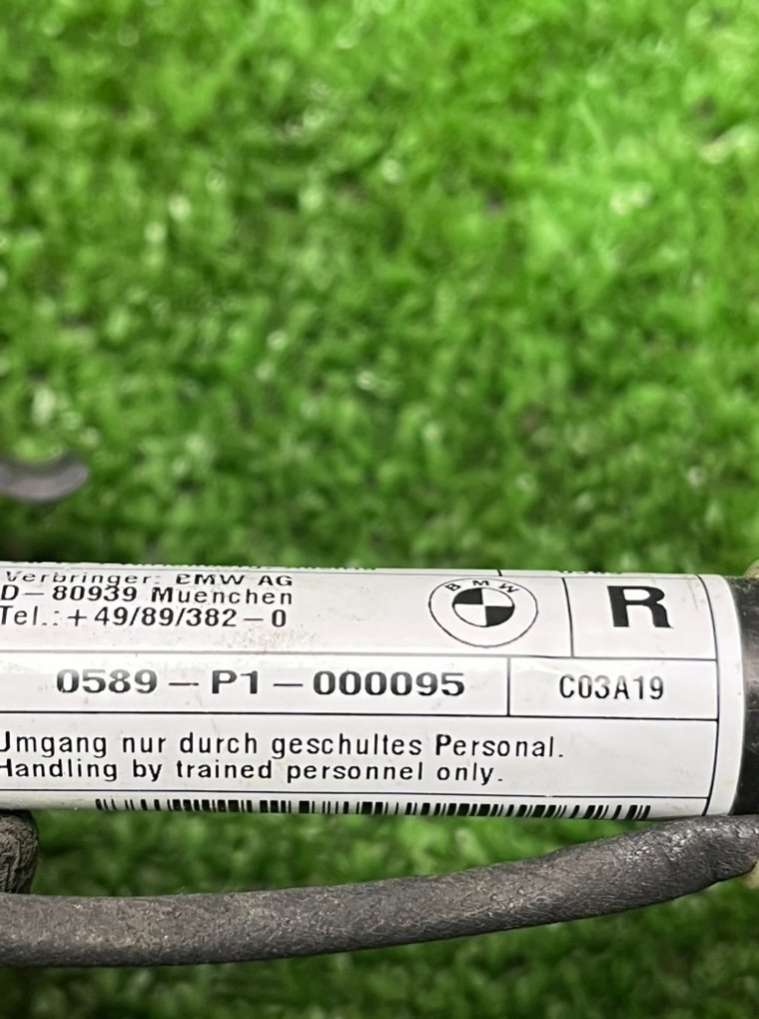 Verbringer: BMW AG
D-80939 Muenchen
Tel.:+49/89/382-0
BMW
R
0589-P1-000095
C03A19
Umgang nur durch geschultes Personal.
Handling by trained personnel only.